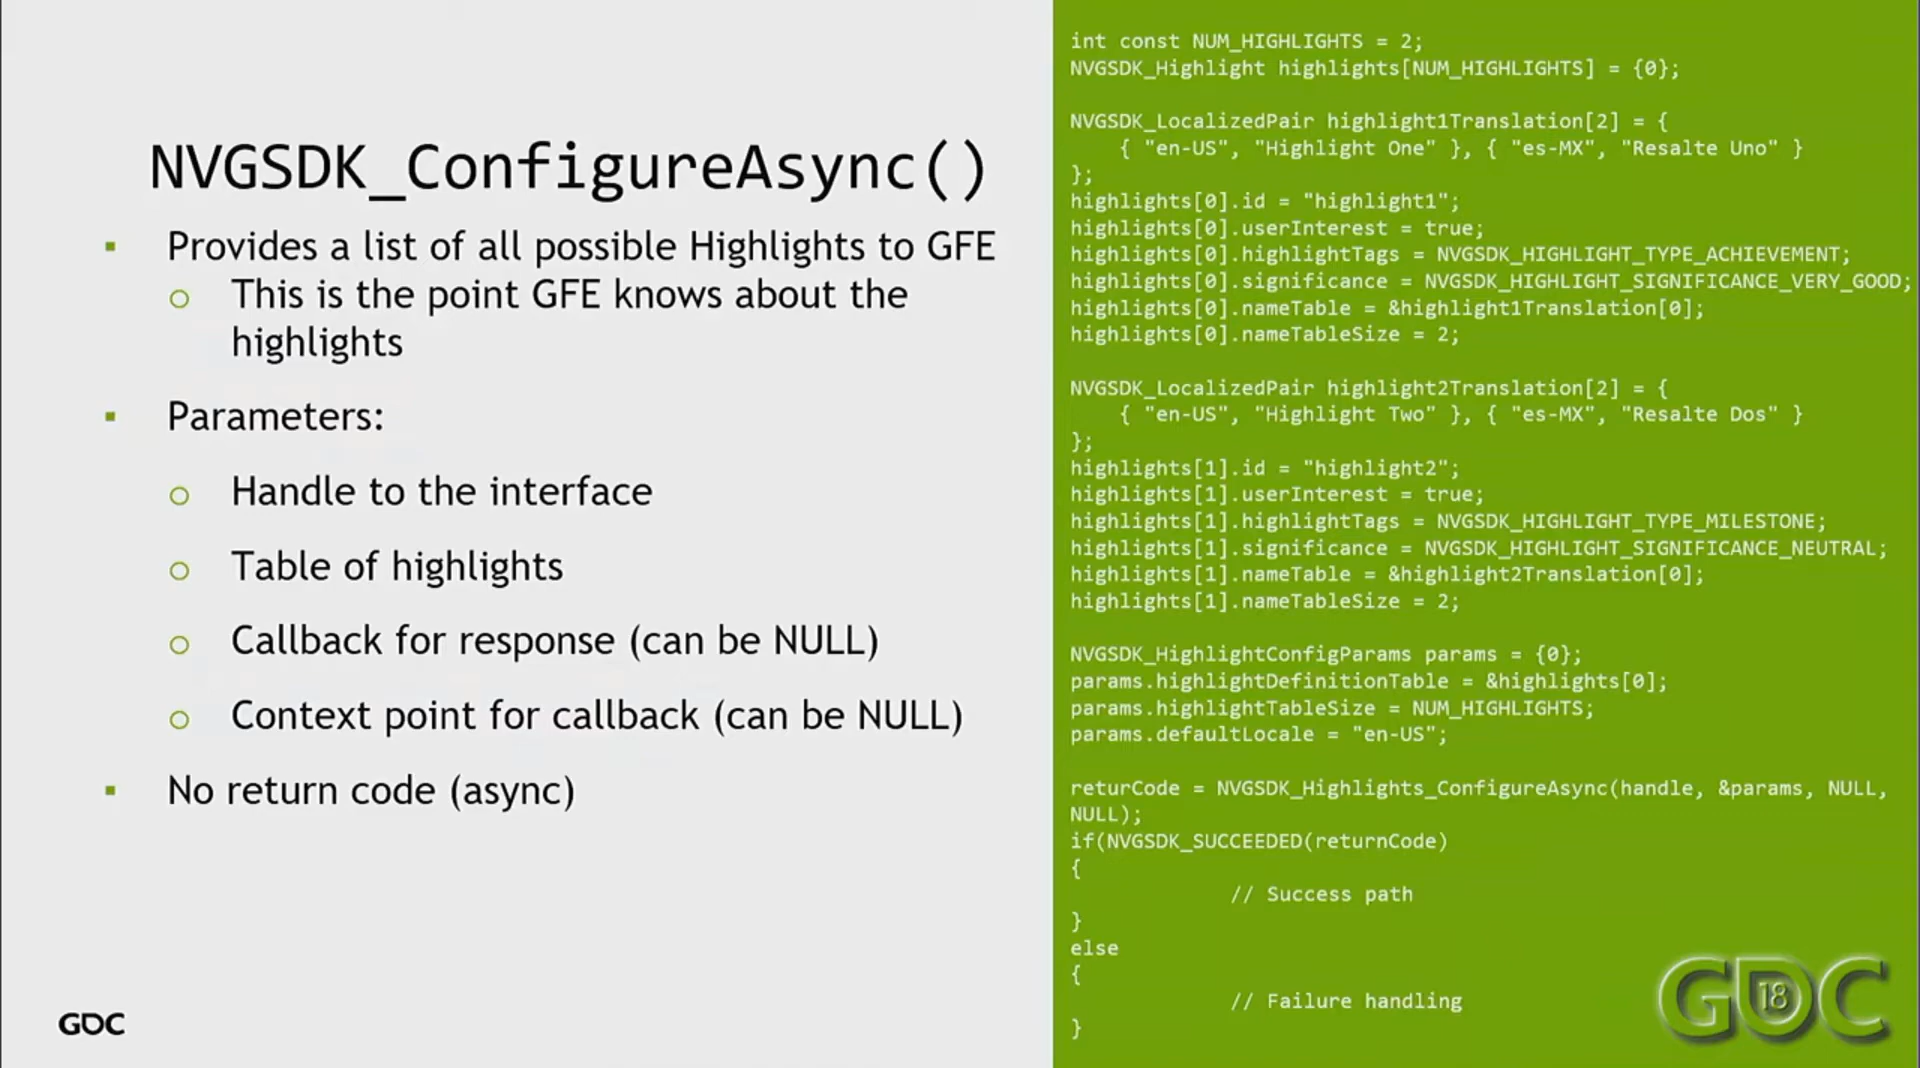 NVGSDK_ConfigureAsync()
▪ Provides a list of all possible Highlights to GFE
o This is the point GFE knows about the
highlights
▪ Parameters:
o Handle to the interface
o Table of highlights
o Callback for response (can be NULL)
o Context point for callback (can be NULL)
▪ No return code (async)
GDC
int const NUM_HIGHLIGHTS = 2;
NVGSDK_Highlight highlights[NUM_HIGHLIGHTS] = {0};
NVGSDK_LocalizedPair highlight1Translation[2] = {
{ "en-US", "Highlight One" }, { "es-MX", "Resalte Uno" }
};
highlights[0].id = "highlight1";
highlights[0].userInterest = true;
highlights[0].highlightTags = NVGSDK_HIGHLIGHT_TYPE_ACHIEVEMENT;
highlights[0].significance = NVGSDK_HIGHLIGHT_SIGNIFICANCE_VERY_GOOD;
highlights[0].nameTable = &highlight1Translation[0];
highlights[0].nameTableSize = 2;
NVGSDK_LocalizedPair highlight2Translation[2] = {
{ "en-US", "Highlight Two" }, { "es-MX", "Resalte Dos" }
};
highlights[1].id = "highlight2";
highlights[1].userInterest = true;
highlights[1].highlightTags = NVGSDK_HIGHLIGHT_TYPE_MILESTONE;
highlights[1].significance = NVGSDK_HIGHLIGHT_SIGNIFICANCE_NEUTRAL;
highlights[1].nameTable = &highlight2Translation[0];
highlights[1].nameTableSize = 2;
NVGSDK_HighlightConfigParams params = {0};
params.highlightDefinitionTable = &highlights[0];
params.highlightTableSize = NUM_HIGHLIGHTS;
params.defaultLocale = "en-US";
returCode = NVGSDK_Highlights_ConfigureAsync(handle, &params, NULL,
NULL);
if(NVGSDK_SUCCEEDED(returnCode)
{
// Success path
}
else
{
// Failure handling
}
GDC 18